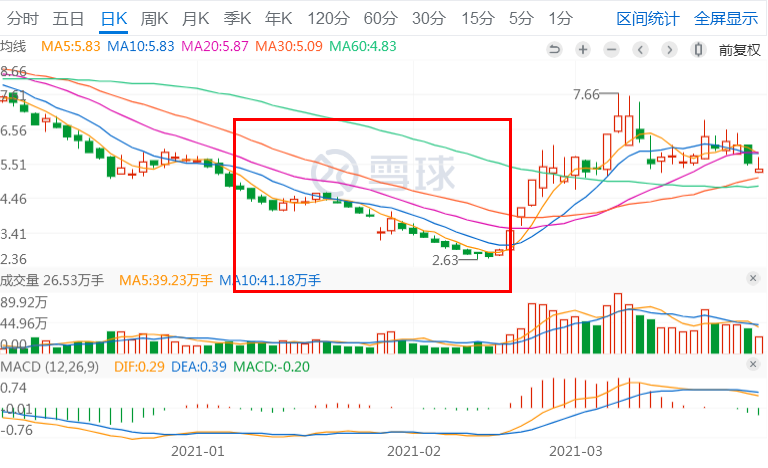 分时 五日 日K 周K 月K 季K 年K 120分 60分 30分 15分 5分 1分 区间统计 全屏显示
均线 MA5:5.83 MA10:5.83 MA20:5.87 MA30:5.09 MA60:4.83 前复权
8.66
7.61
7.66
6.56
雪球
5.51
4.46
3.41
2.36
2.63
成交量 26.53万手 MA5:39.23万手 MA10:41.18万手
89.92万
44.96万
0.00
MACD (12,26,9) DIF:0.29 DEA:0.39 MACD:-0.20
0.74
-0.01
-0.76
2021-01 2021-02 2021-03